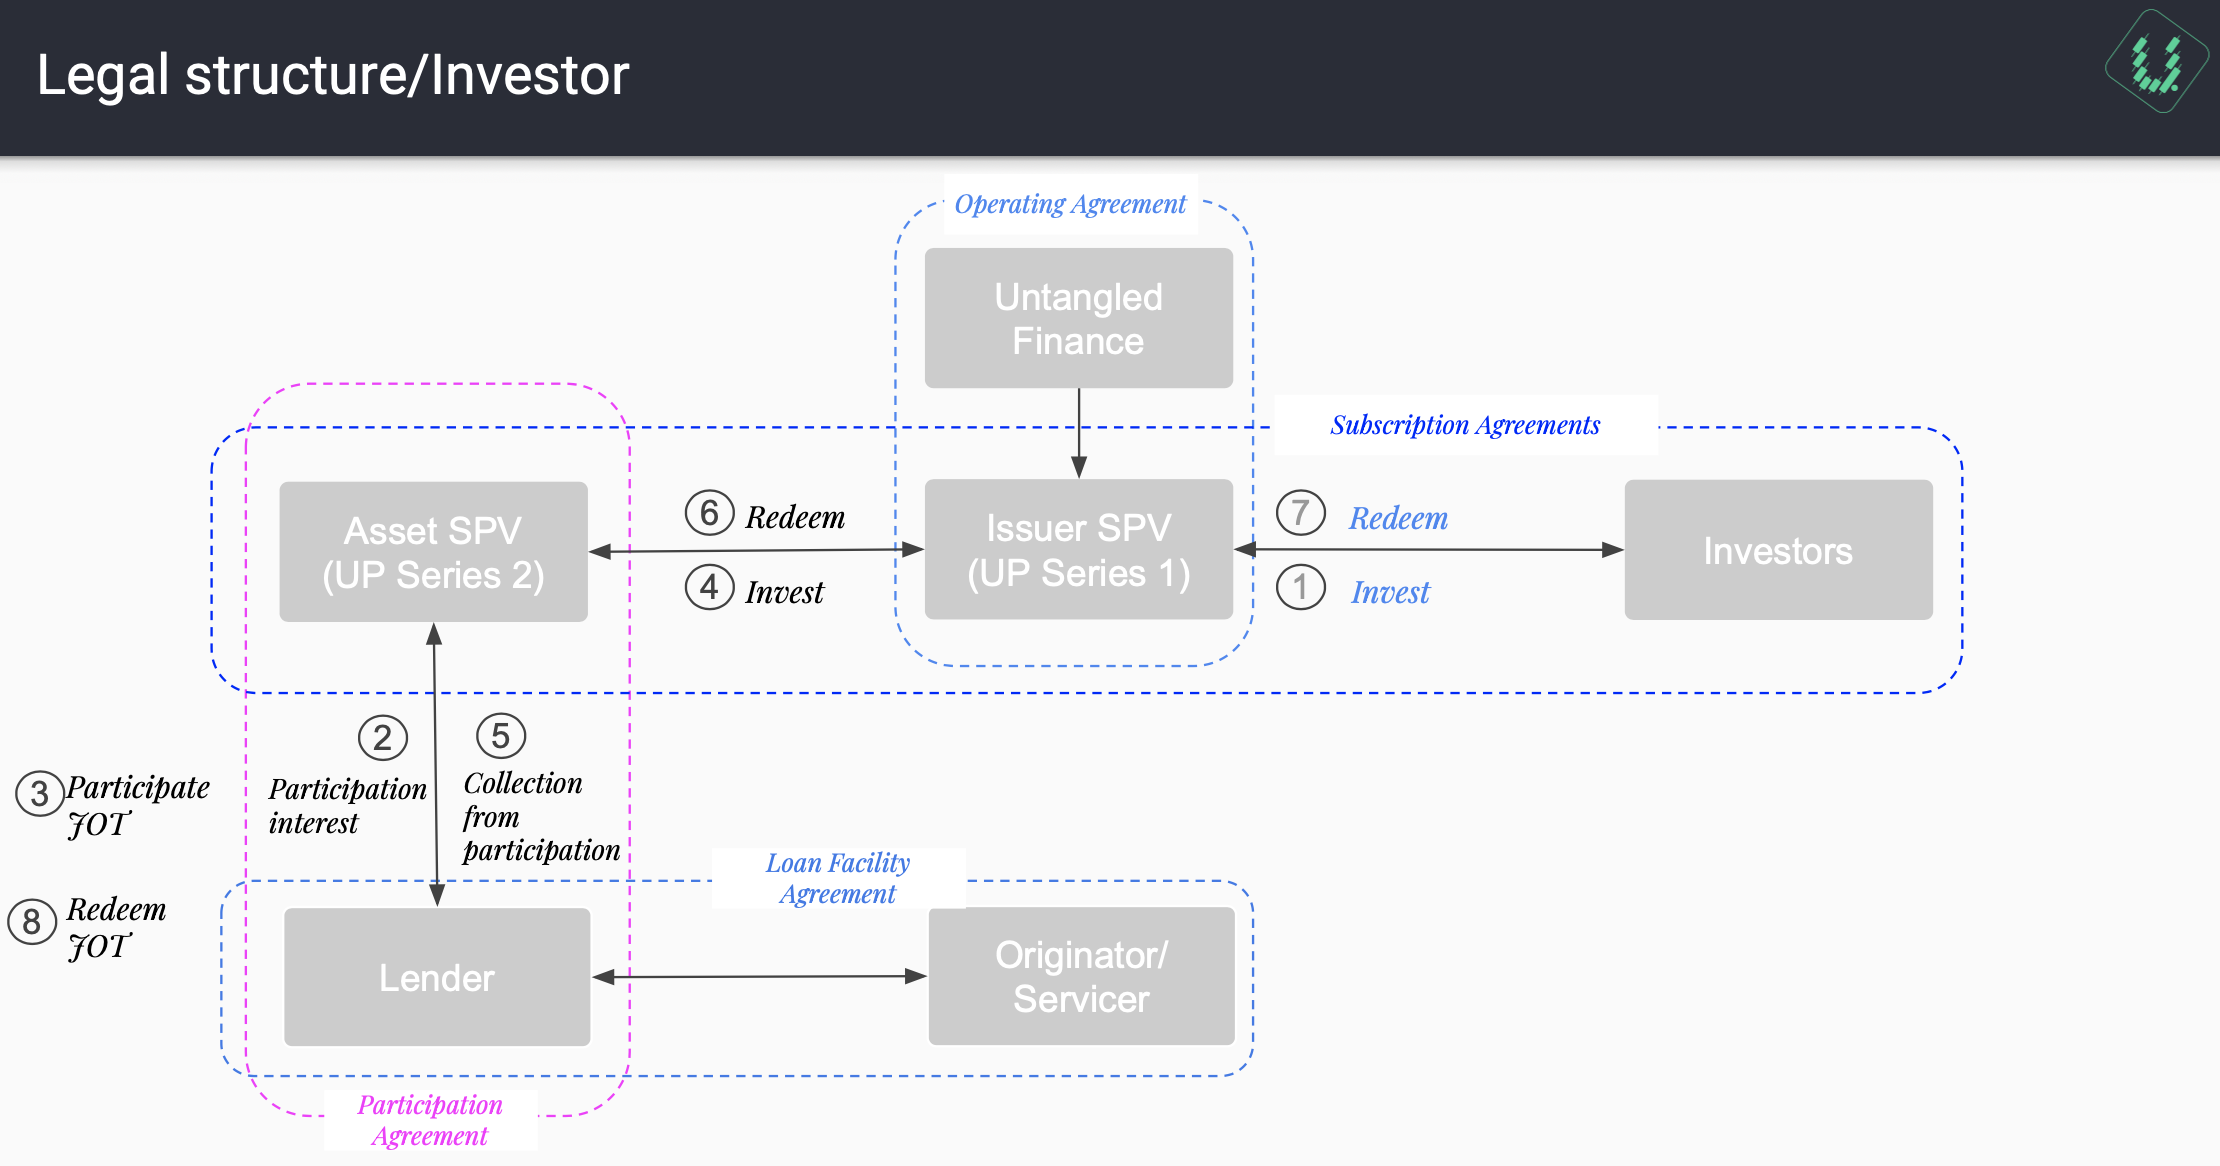 Legal structure/Investor
Operating Agreement
Untangled
Finance
Subscription Agreements
Asset SPV
(UP Series 2)
6 Redeem
4 Invest
Issuer SPV
(UP Series 1)
7 Redeem
1 Invest
Investors
2
Participation
interest
5
Collection
from
participation
3 Participate
JOT
8 Redeem
JOT
Loan Facility
Agreement
Lender
Originator/
Servicer
Participation
Agreement